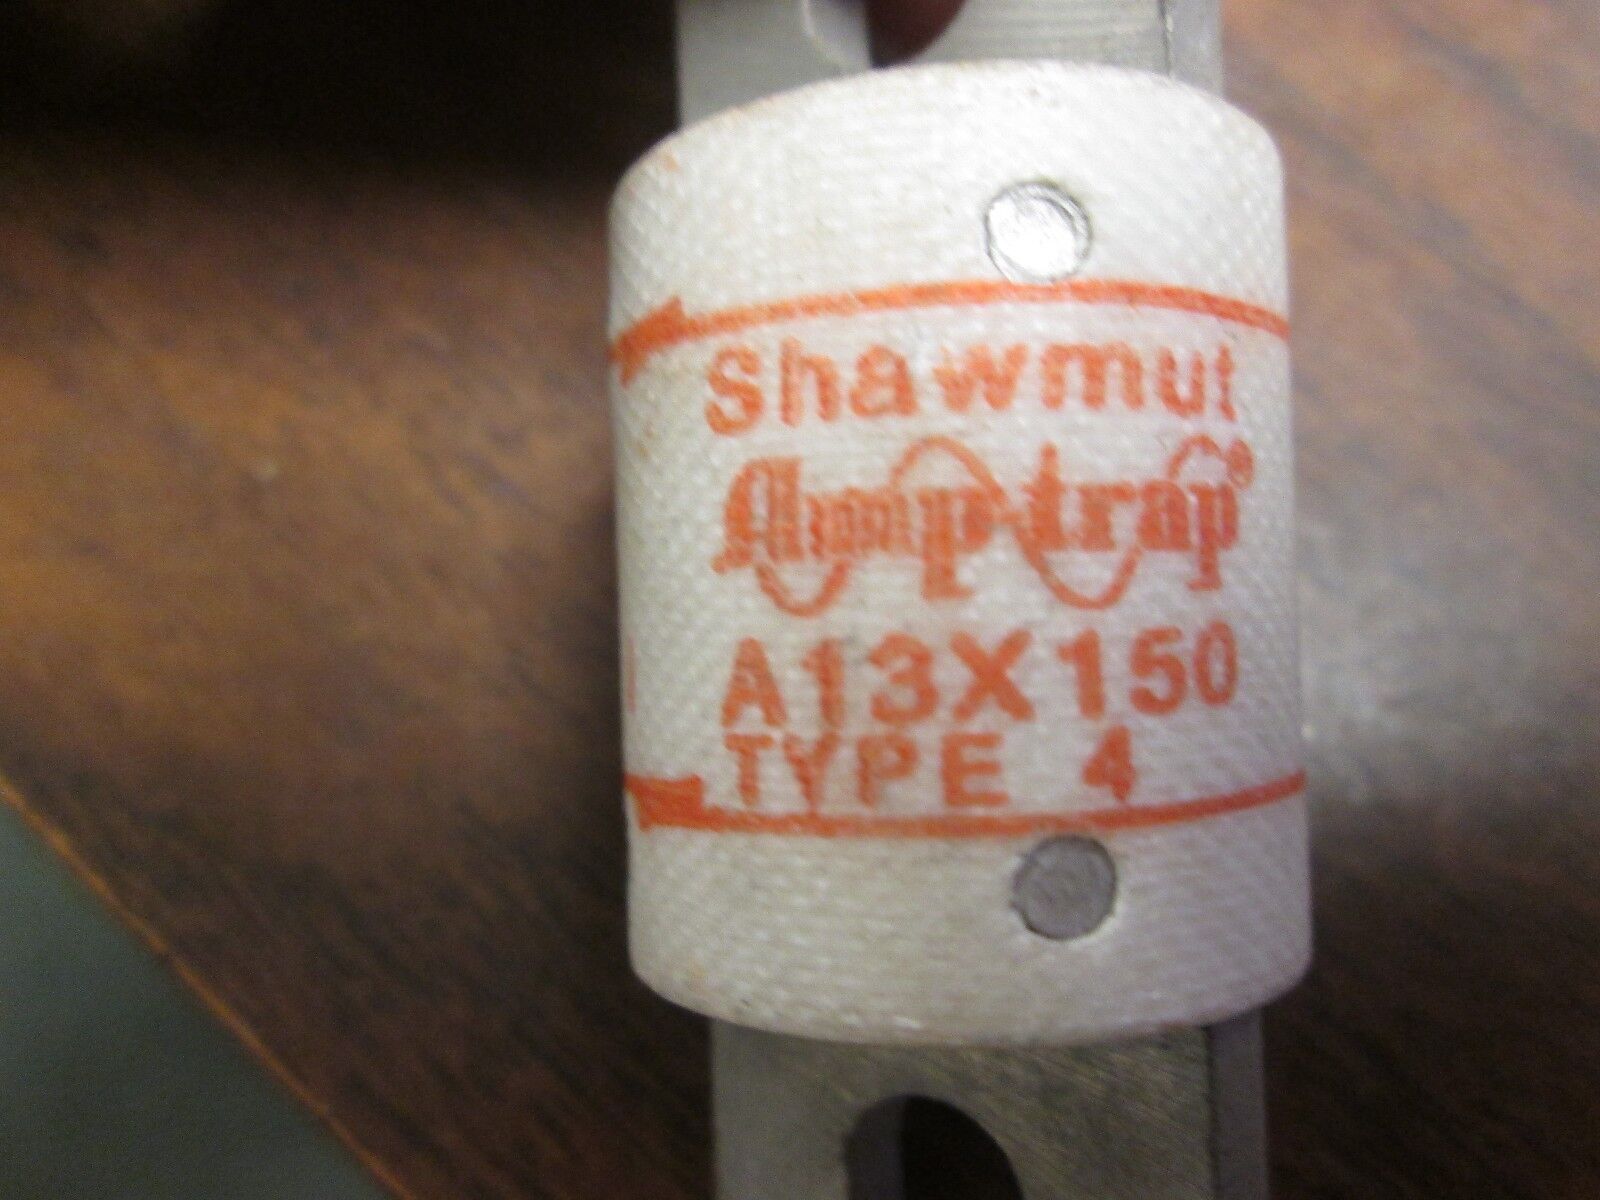 Shawmut
Amp-trap®
A13X150
TYPE 4